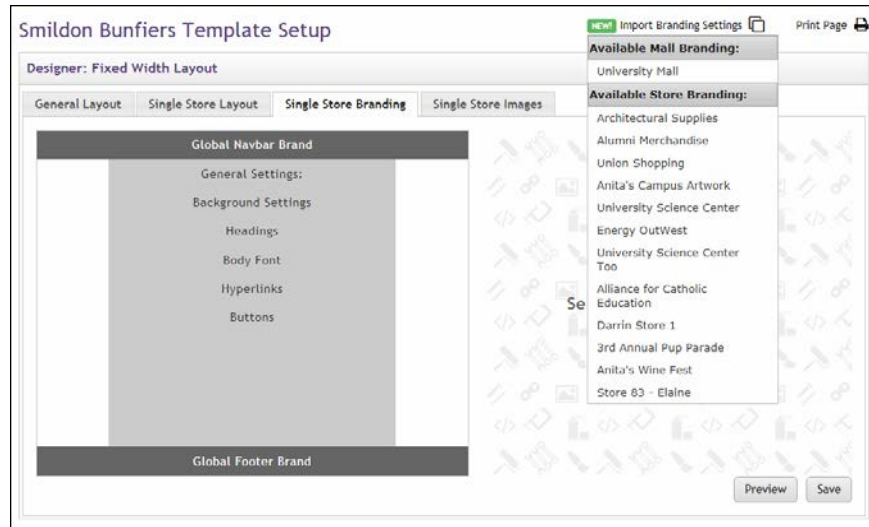 Smildon Bunfiers Template Setup
NEW! Import Branding Settings
Print Page
Designer: Fixed Width Layout
General Layout
Single Store Layout
Single Store Branding
Single Store Images
Global Navbar Brand
General Settings:
Background Settings
Headings
Body Font
Hyperlinks
Buttons
Global Footer Brand
Se
Available Mall Branding:
University Mall
Available Store Branding:
Architectural Supplies
Alumni Merchandise
Union Shopping
Anita's Campus Artwork
University Science Center
Energy OutWest
University Science Center
Too
Alliance for Catholic
Education
Darrin Store 1
3rd Annual Pup Parade
Anita's Wine Fest
Store 83 - Elaine
Preview
Save